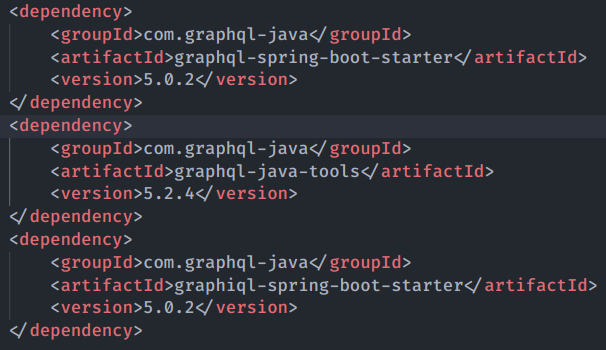 <dependency>
    <groupId>com.graphql-java</groupId>
    <artifactId>graphql-spring-boot-starter</artifactId>
    <version>5.0.2</version>
</dependency>
<dependency>
    <groupId>com.graphql-java</groupId>
    <artifactId>graphql-java-tools</artifactId>
    <version>5.2.4</version>
</dependency>
<dependency>
    <groupId>com.graphql-java</groupId>
    <artifactId>graphiql-spring-boot-starter</artifactId>
    <version>5.0.2</version>
</dependency>